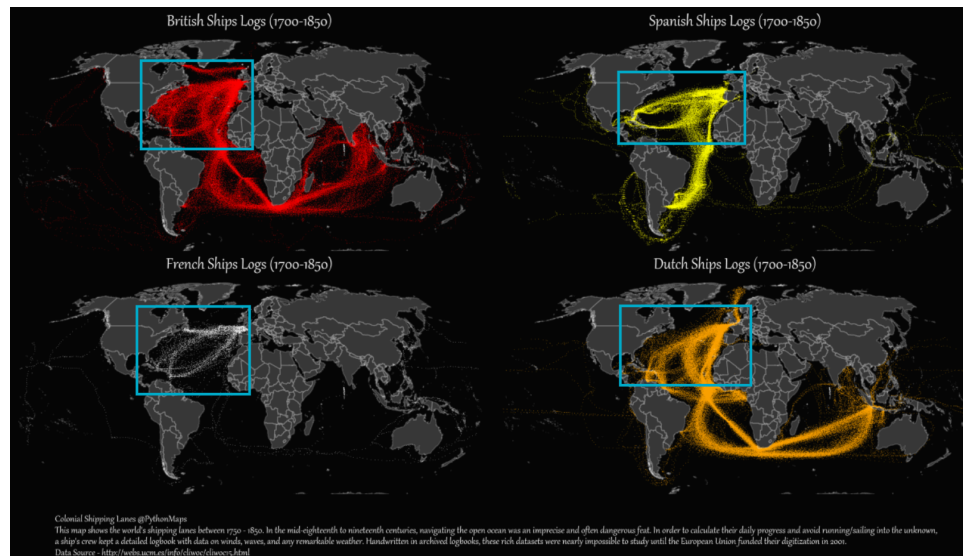 British Ships Logs (1700-1850)
Spanish Ships Logs (1700-1850)
French Ships Logs (1700-1850)
Dutch Ships Logs (1700-1850)
Colonial Shipping Lanes @PythonMaps
This map shows the world's shipping lanes between 1750 - 1850. In the mid-eighteenth to nineteenth centuries, navigating the open ocean was an imprecise and often dangerous feat. In order to calculate their daily progress and avoid running/sailing into the unknown,
a ship's crew kept a detailed logbook with data on winds, waves, and any remarkable weather. Handwritten in archived logbooks, these rich datasets were nearly impossible to study until the European Union funded their digitization in 2001.
Data Source - http://webs.ucm.es/info/cliwoc/cliwoc15.html